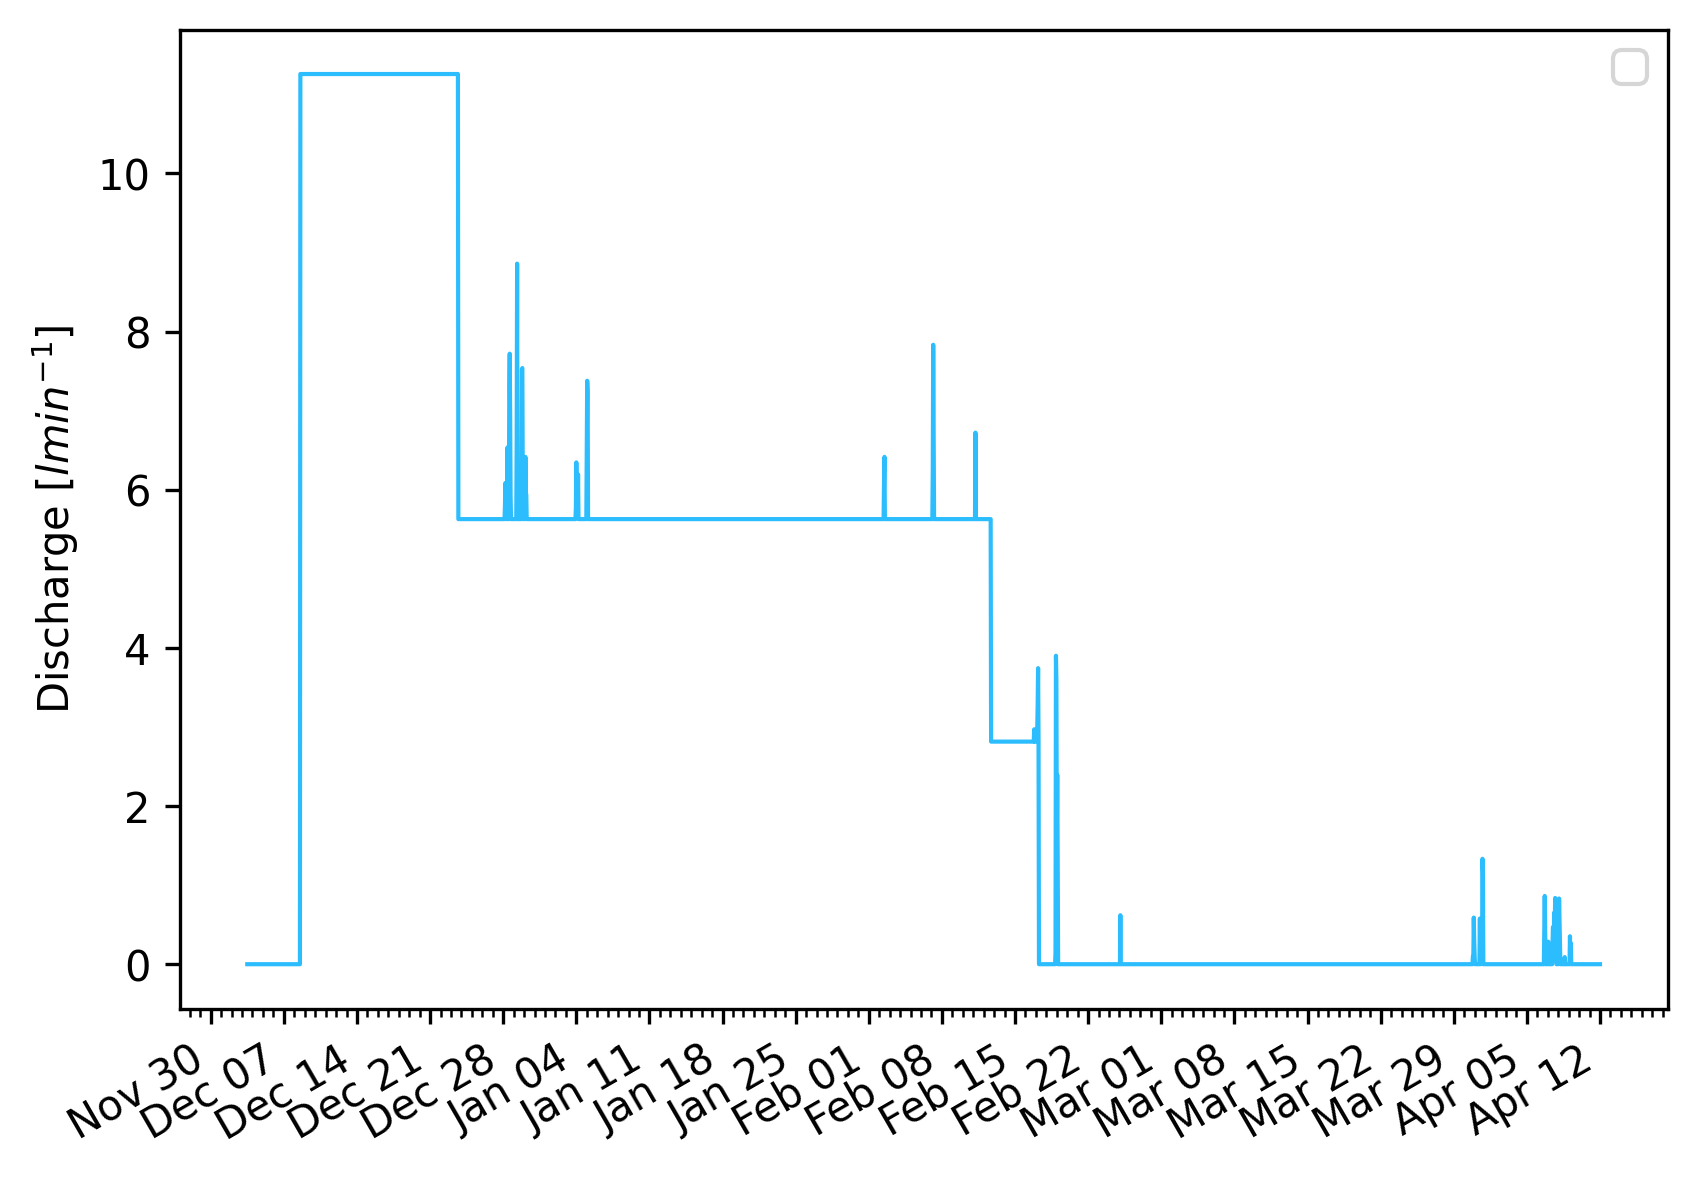 Discharge [lmin⁻¹]
10
8
6
4
2
0
Nov 30
Dec 07
Dec 14
Dec 21
Dec 28
Jan 04
Jan 11
Jan 18
Jan 25
Feb 01
Feb 08
Feb 15
Feb 22
Mar 01
Mar 08
Mar 15
Mar 22
Mar 29
Apr 05
Apr 12